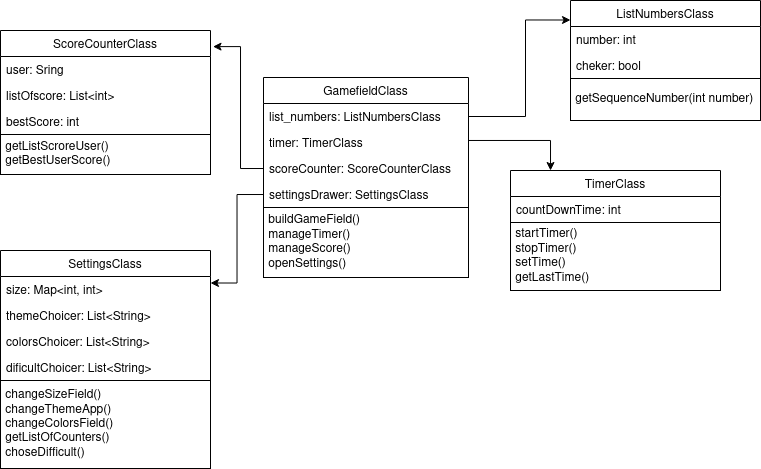 ScoreCounterClass
user: Sring
listOfscore: List<int>
bestScore: int
getListScroreUser()
getBestUserScore()
GamefieldClass
list_numbers: ListNumbersClass
timer: TimerClass
scoreCounter: ScoreCounterClass
settingsDrawer: SettingsClass
buildGameField()
manageTimer()
manageScore()
openSettings()
ListNumbersClass
number: int
cheker: bool
getSequenceNumber(int number)
TimerClass
countDownTime: int
startTimer()
stopTimer()
setTime()
getLastTime()
SettingsClass
size: Map<int, int>
themeChoicer: List<String>
colorsChoicer: List<String>
dificultChoicer: List<String>
changeSizeField()
changeThemeApp()
changeColorsField()
getListOfCounters()
choseDifficult()